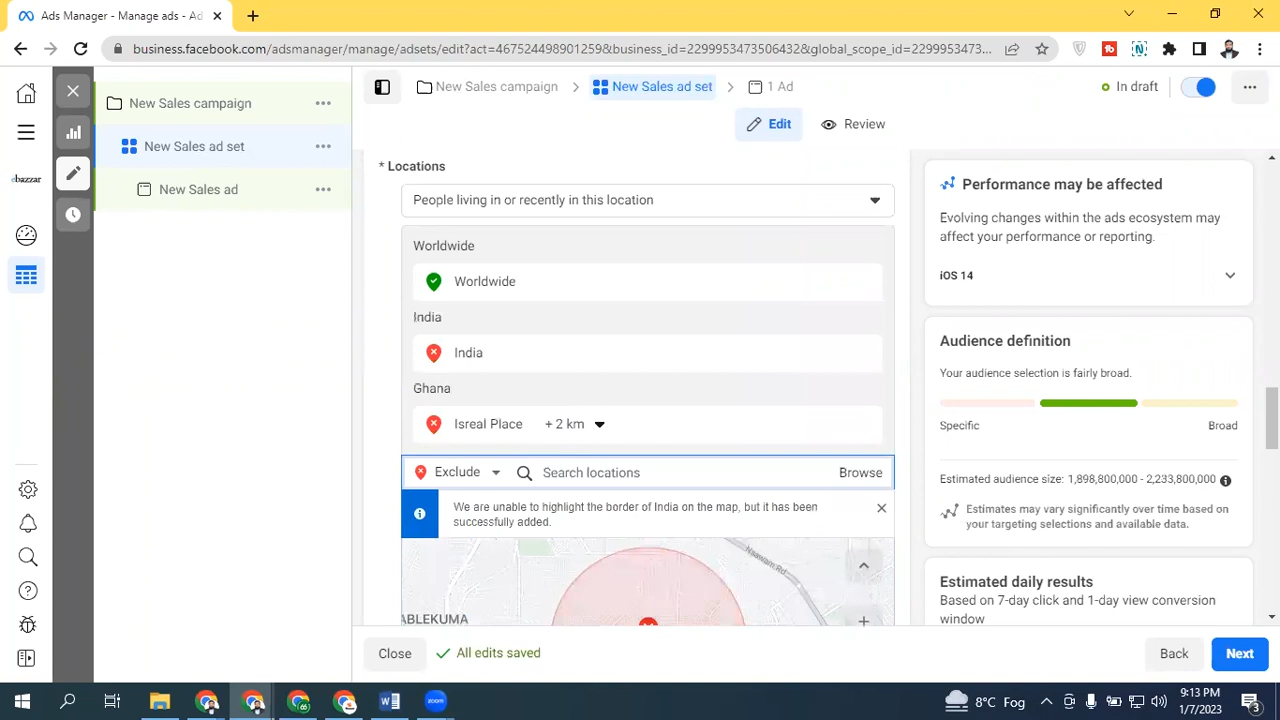 Ads Manager - Manage ads - Ad
business.facebook.com/adsmanager/manage/adsets/edit?act=467524498901259&business_id=2299953473506432&global_scope_id=2299953473...
New Sales campaign
New Sales ad set
New Sales ad
ebazzar
New Sales campaign
New Sales ad set
1 Ad
In draft
Edit
Review
* Locations
People living in or recently in this location
Worldwide
Worldwide
India
India
Ghana
Isreal Place + 2 km
Exclude
Search locations
Browse
We are unable to highlight the border of India on the map, but it has been
successfully added.
Naawam Rd
ABLEKUMA
Performance may be affected
Evolving changes within the ads ecosystem may
affect your performance or reporting.
iOS 14
Audience definition
Your audience selection is fairly broad.
Specific
Broad
Estimated audience size: 1,898,800,000 - 2,233,800,000
Estimates may vary significantly over time based on
your targeting selections and available data.
Estimated daily results
Based on 7-day click and 1-day view conversion
window
Close
All edits saved
Back
Next
zoom
8°C Fog
9:13 PM
1/7/2023
3